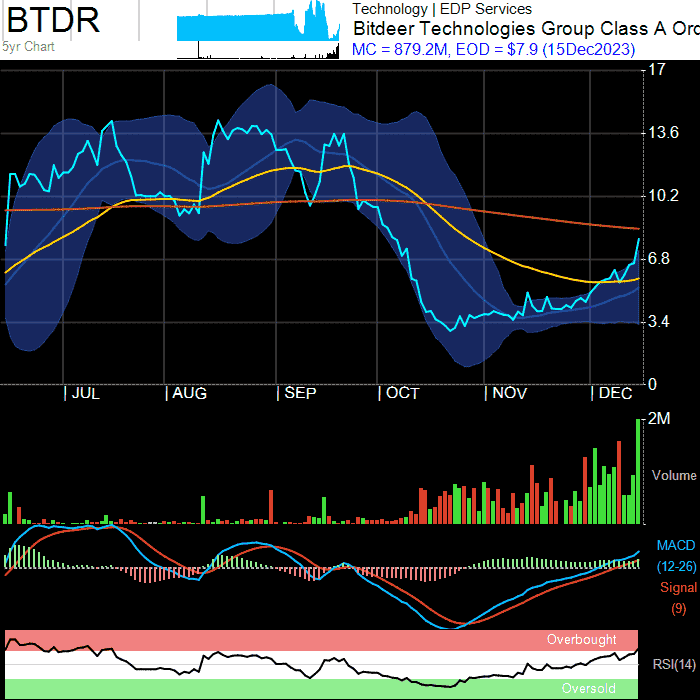 BTDR
5yr Chart
Technology | EDP Services
Bitdeer Technologies Group Class A Ord
MC = 879.2M, EOD = $7.9 (15Dec2023)
17
13.6
10.2
6.8
3.4
0
| JUL | AUG | SEP | OCT | NOV | DEC
2M
Volume
MACD
(12-26)
Signal
(9)
Overbought
RSI(14)
Oversold